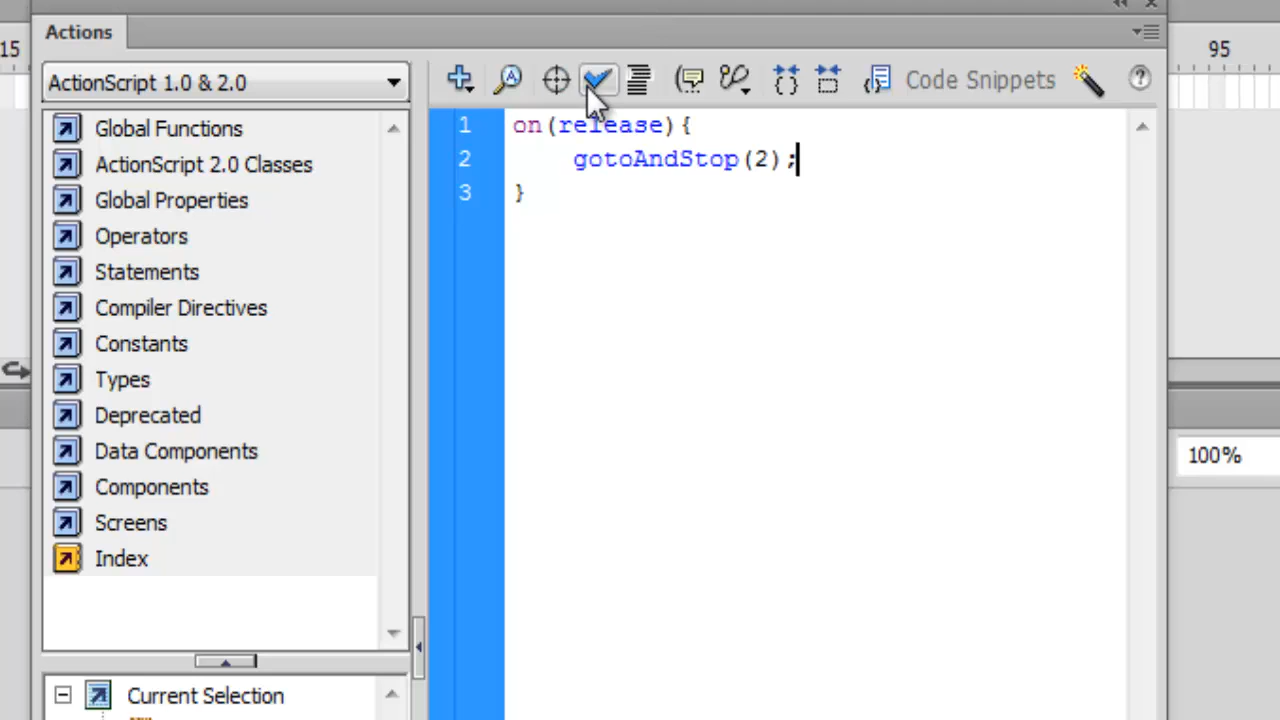 Actions
15
95
ActionScript 1.0 & 2.0
Code Snippets
Global Functions
ActionScript 2.0 Classes
Global Properties
Operators
Statements
Compiler Directives
Constants
Types
Deprecated
Data Components
Components
Screens
Index
Current Selection
1 on(release){
2 gotoAndStop(2);
3 }
100%